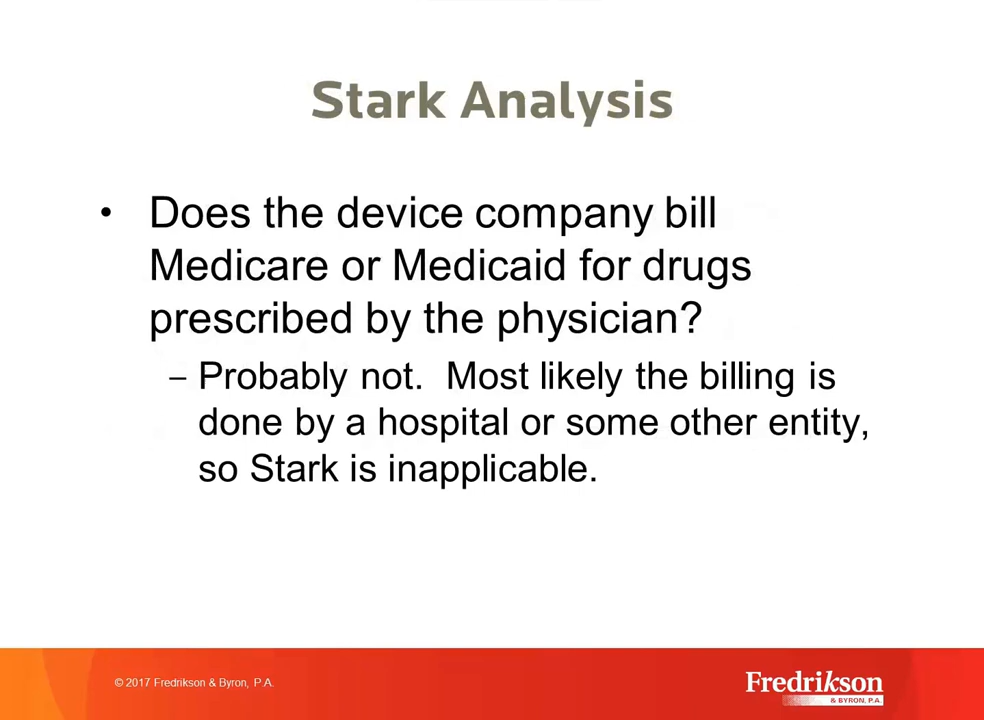 Stark Analysis
• Does the device company bill
Medicare or Medicaid for drugs
prescribed by the physician?
– Probably not.  Most likely the billing is
done by a hospital or some other entity,
so Stark is inapplicable.
© 2017 Fredrikson & Byron, P.A.
Fredrikson
& BYRON, P.A.